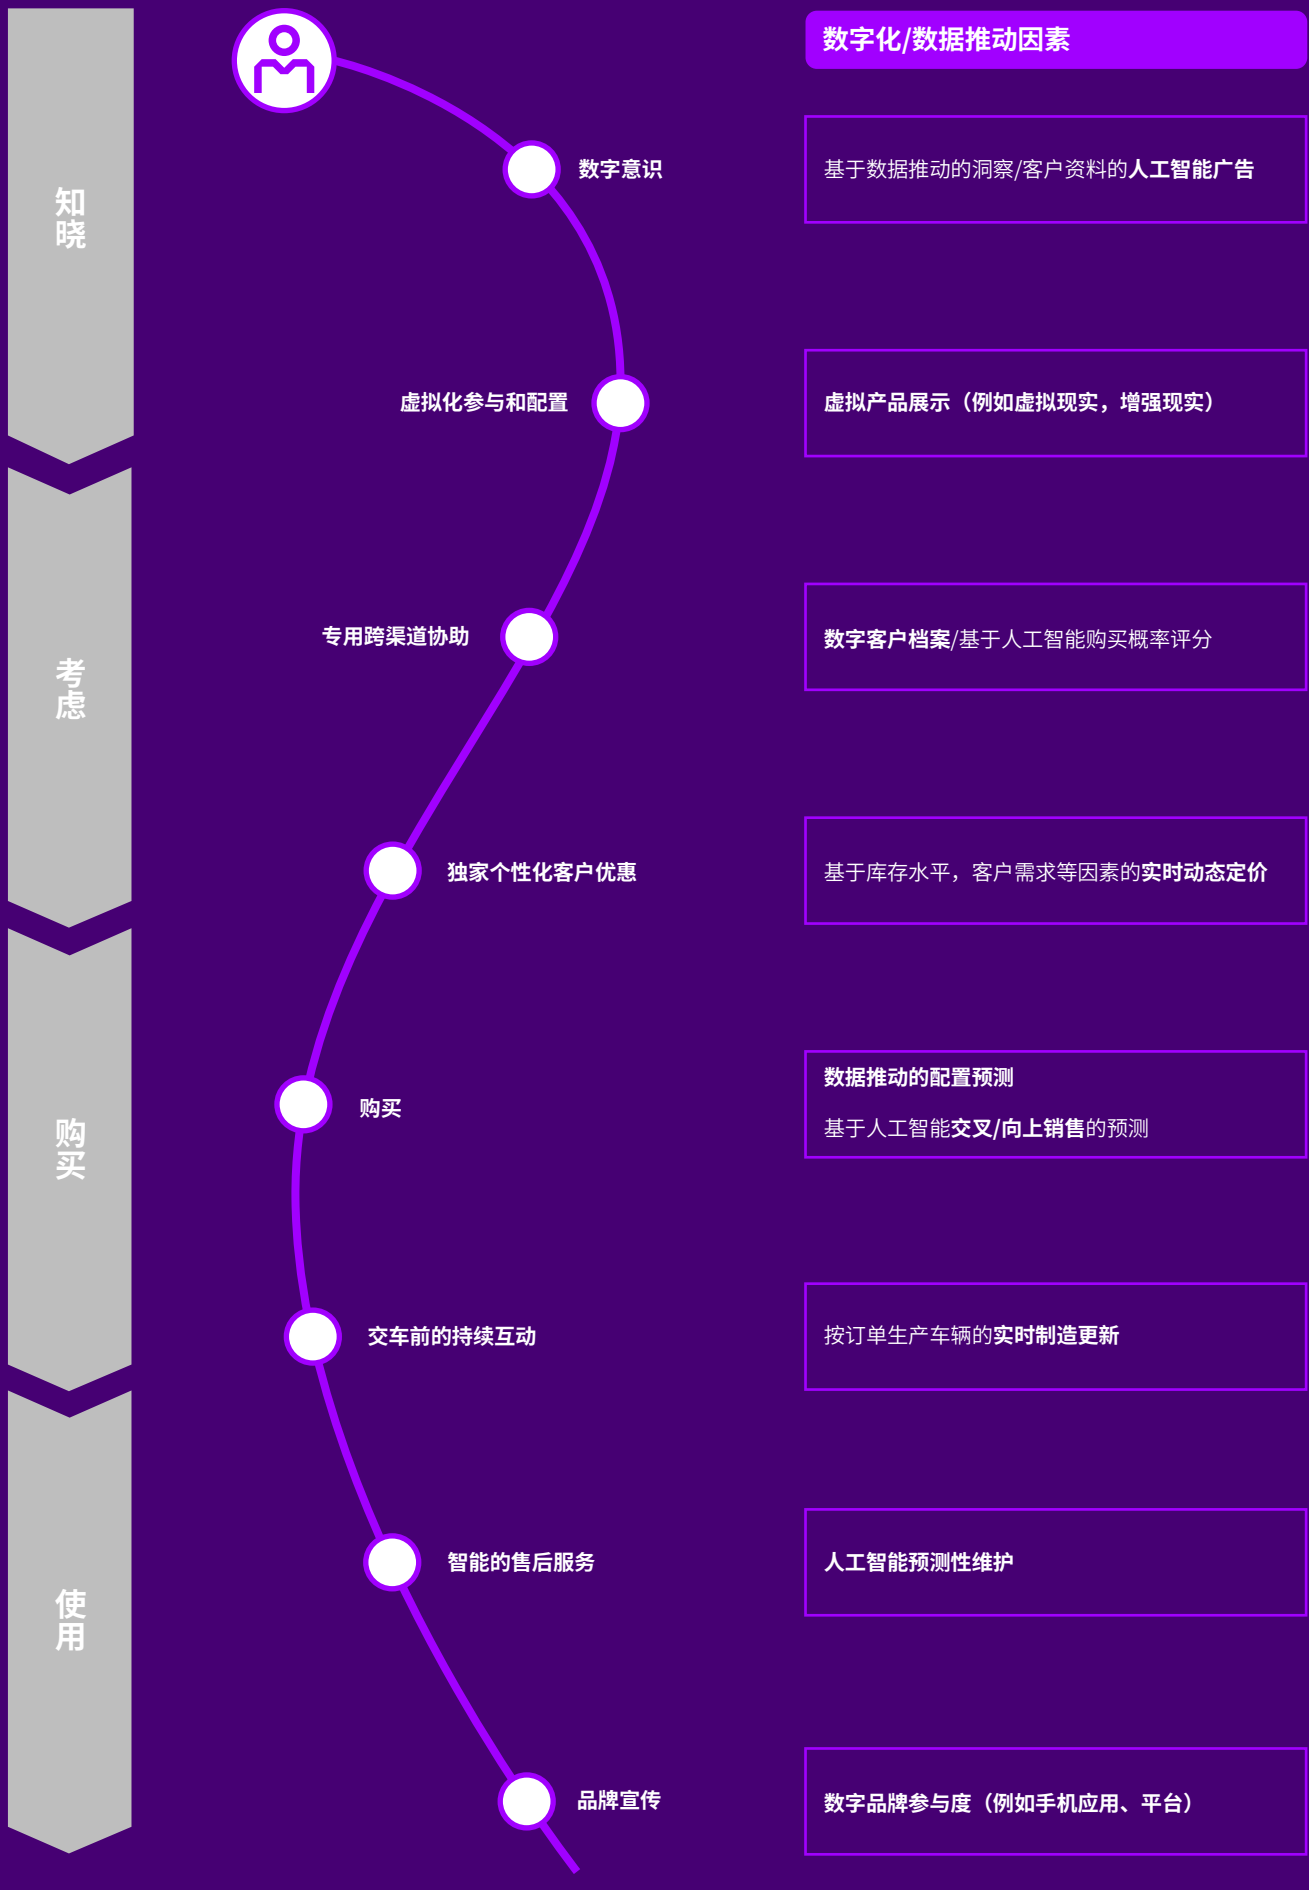 数字化/数据推动因素
知晓
数字意识
基于数据推动的洞察/客户资料的人工智能广告
虚拟化参与和配置
虚拟产品展示（例如虚拟现实，增强现实）
考虑
专用跨渠道协助
数字客户档案/基于人工智能购买概率评分
独家个性化客户优惠
基于库存水平，客户需求等因素的实时动态定价
购买
购买
数据推动的配置预测
基于人工智能交叉/向上销售的预测
交车前的持续互动
按订单生产车辆的实时制造更新
使用
智能的售后服务
人工智能预测性维护
品牌宣传
数字品牌参与度（例如手机应用、平台）